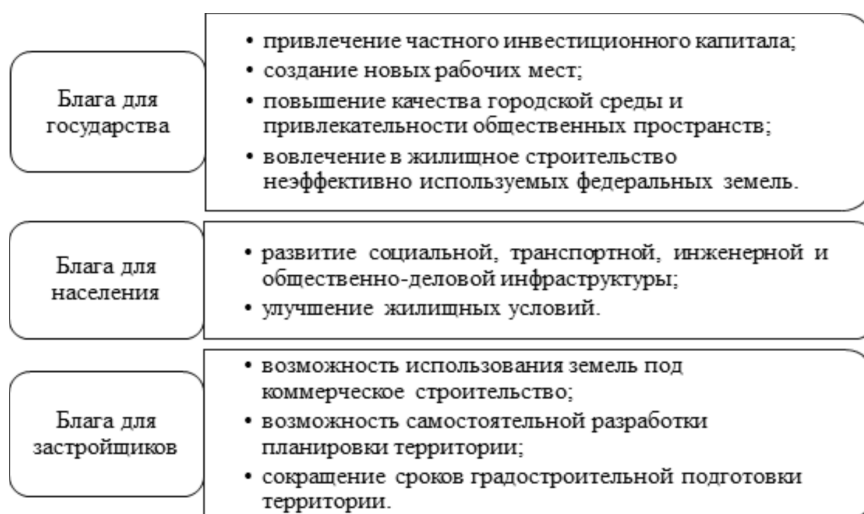 Блага для
государства
• привлечение частного инвестиционного капитала;
• создание новых рабочих мест;
• повышение качества городской среды и
привлекательности общественных пространств;
• вовлечение в жилищное строительство
неэффективно используемых федеральных земель.
Блага для
населения
• развитие социальной, транспортной, инженерной и
общественно-деловой инфраструктуры;
• улучшение жилищных условий.
Блага для
застройщиков
• возможность использования земель под
коммерческое строительство;
• возможность самостоятельной разработки
планировки территории;
• сокращение сроков градостроительной подготовки
территории.